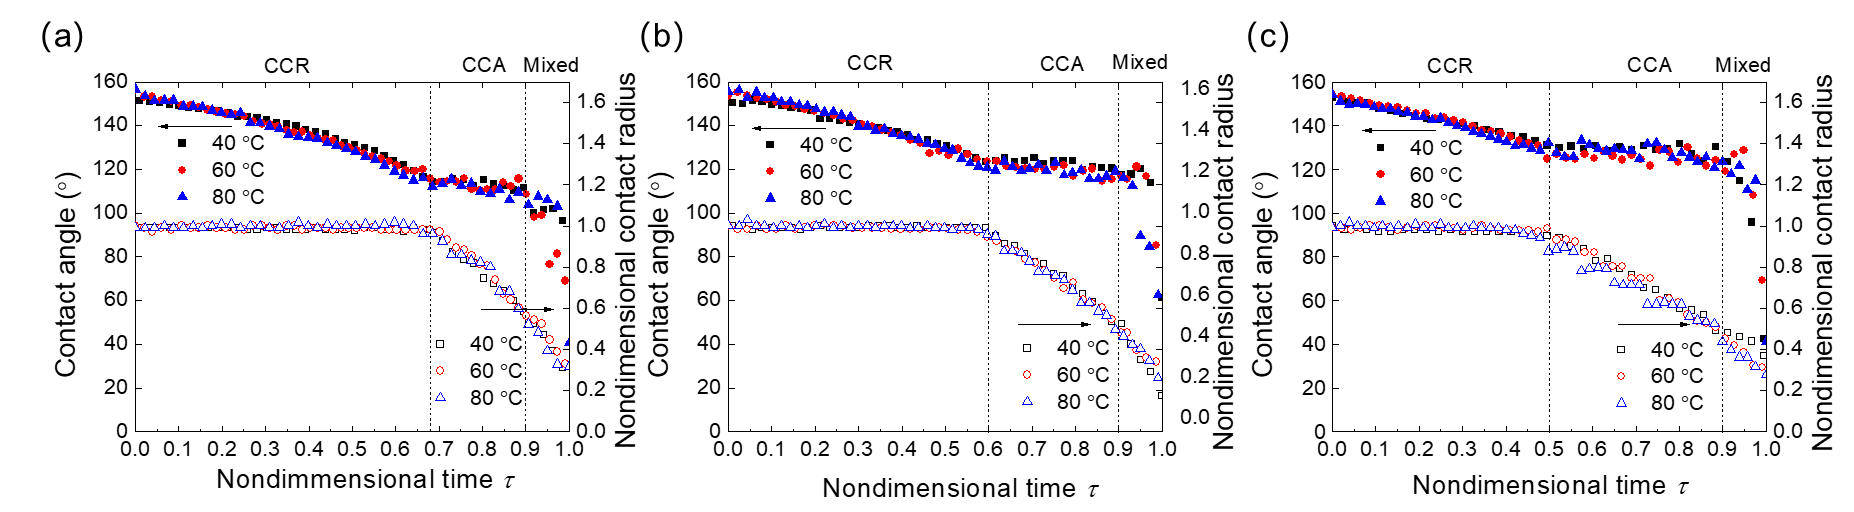 (a)
CCR CCA Mixed
160
140
120
100
80
60
40
20
0
Contact angle (°)
40 °C
60 °C
80 °C
40 °C
60 °C
80 °C
1.6
1.4
1.2
1.0
0.8
0.6
0.4
0.2
0.0
Nondimensional contact radius
0.0 0.1 0.2 0.3 0.4 0.5 0.6 0.7 0.8 0.9 1.0
Nondimmensional time τ
(b)
CCR CCA Mixed
160
140
120
100
80
60
40
20
0
Contact angle (°)
40 °C
60 °C
80 °C
40 °C
60 °C
80 °C
1.6
1.4
1.2
1.0
0.8
0.6
0.4
0.2
0.0
Nondimensional contact radius
0.0 0.1 0.2 0.3 0.4 0.5 0.6 0.7 0.8 0.9 1.0
Nondimensional time τ
(c)
CCR CCA Mixed
160
140
120
100
80
60
40
20
0
Contact angle (°)
40 °C
60 °C
80 °C
40 °C
60 °C
80 °C
1.6
1.4
1.2
1.0
0.8
0.6
0.4
0.2
0.0
Nondimensional contact radius
0.0 0.1 0.2 0.3 0.4 0.5 0.6 0.7 0.8 0.9 1.0
Nondimensional time τ